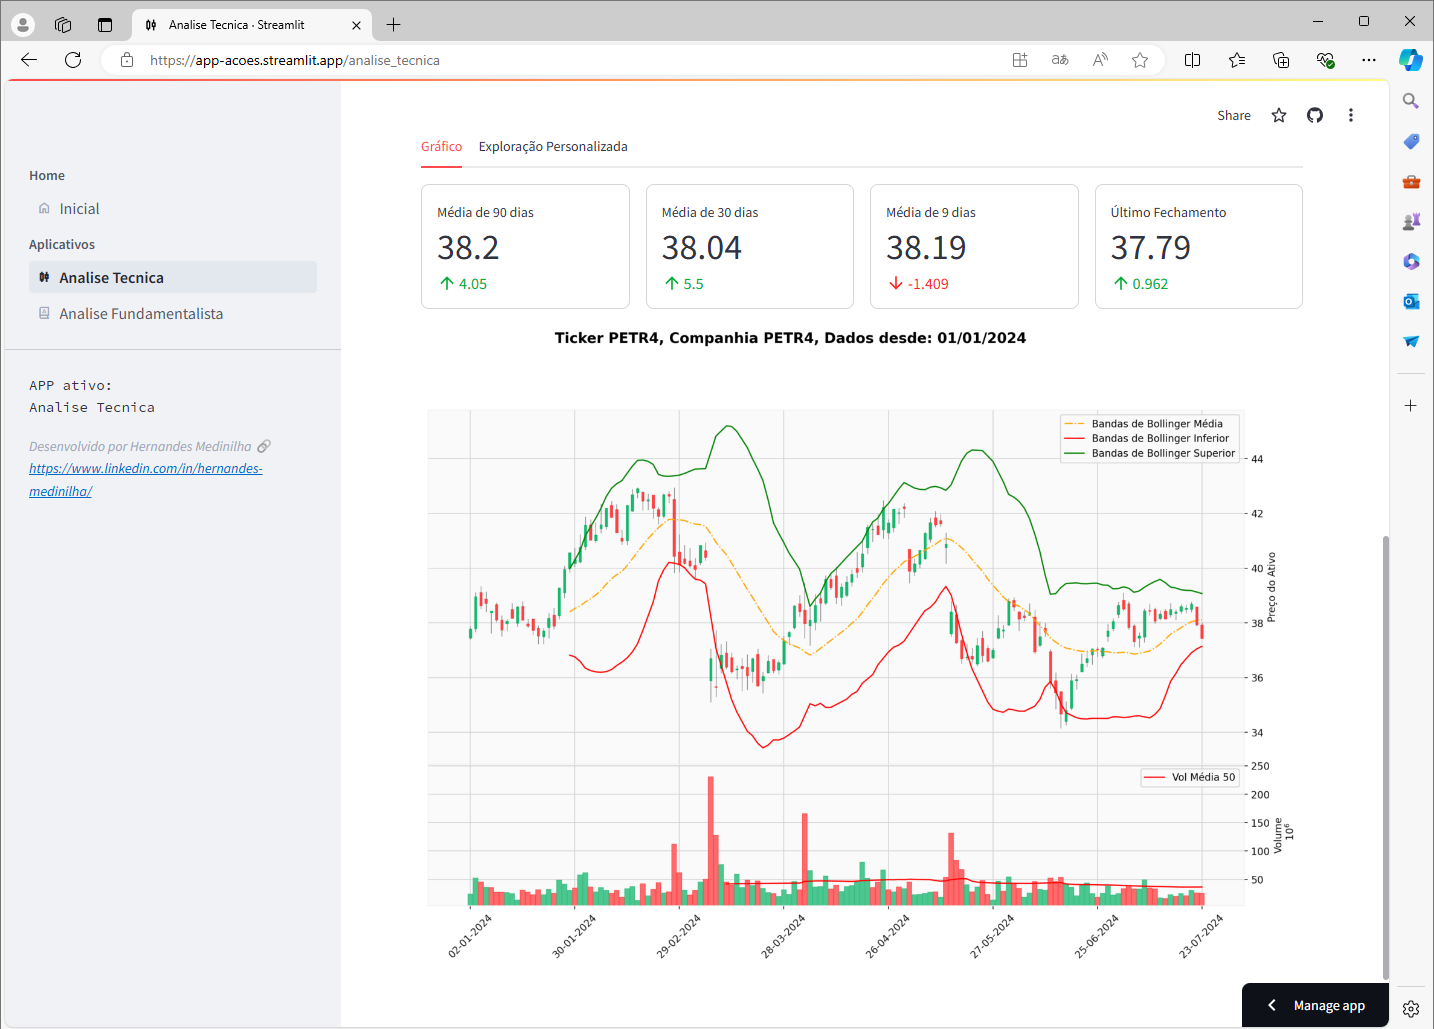 Analise Tecnica · Streamlit
https://app-acoes.streamlit.app/analise_tecnica
Share
Home
Inicial
Aplicativos
Analise Tecnica
Analise Fundamentalista
APP ativo:
Analise Tecnica
Desenvolvido por Hernandes Medinilha
https://www.linkedin.com/in/hernandes-
medinilha/
Gráfico
Exploração Personalizada
Média de 90 dias
38.2
4.05
Média de 30 dias
38.04
5.5
Média de 9 dias
38.19
-1.409
Último Fechamento
37.79
0.962
Ticker PETR4, Companhia PETR4, Dados desde: 01/01/2024
Bandas de Bollinger Média
Bandas de Bollinger Inferior
Bandas de Bollinger Superior
44
42
40
38
36
34
Preço do Ativo
250
200
150
100
50
Volume
10⁶
Vol Média 50
02-01-2024
30-01-2024
29-02-2024
28-03-2024
26-04-2024
27-05-2024
25-06-2024
23-07-2024
Manage app